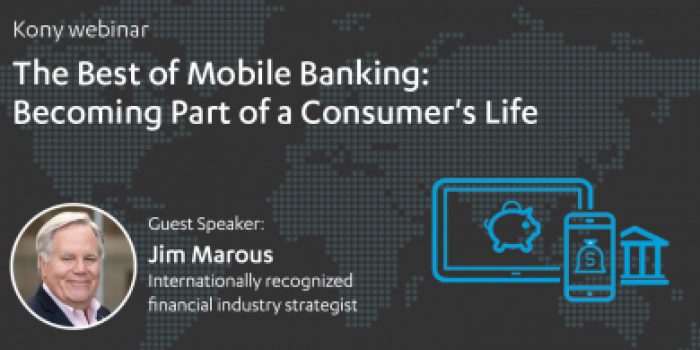 Kony webinar
The Best of Mobile Banking:
Becoming Part of a Consumer's Life
Guest Speaker:
Jim Marous
Internationally recognized
financial industry strategist
$